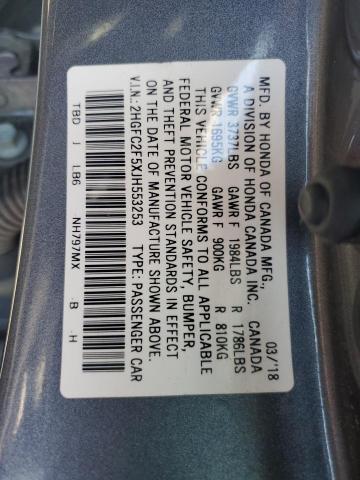 MFD. BY HONDA OF CANADA MFG.,
A DIVISION OF HONDA CANADA INC. CANADA 03/'18
GVWR 3737LBS GAWR F 1984LBS R 1786LBS
GVWR 1695KG GAWR F 900KG R 810KG
THIS VEHICLE CONFORMS TO ALL APPLICABLE
FEDERAL MOTOR VEHICLE SAFETY, BUMPER,
AND THEFT PREVENTION STANDARDS IN EFFECT
ON THE DATE OF MANUFACTURE SHOWN ABOVE.
V.I.N.: 2HGFC2F5XJH553253 TYPE: PASSENGER CAR
TBD J LB6 NH797MX -B -H